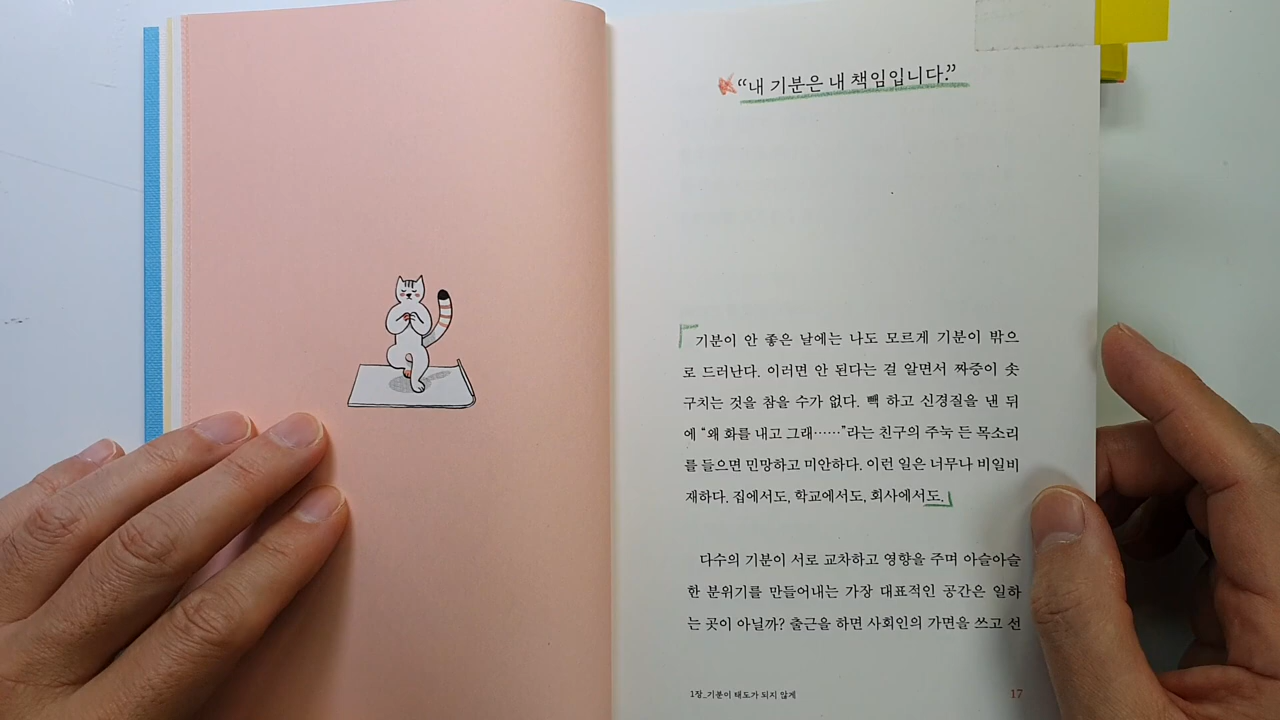 “내 기분은 내 책임입니다.”
기분이 안 좋은 날에는 나도 모르게 기분이 밖으
로 드러난다. 이러면 안 된다는 걸 알면서 짜증이 솟
구치는 것을 참을 수가 없다. 빽 하고 신경질을 낸 뒤
에 “왜 화를 내고 그래……”라는 친구의 주눅 든 목소리
를 들으면 민망하고 미안하다. 이런 일은 너무나 비일비
재하다. 집에서도, 학교에서도, 회사에서도.
다수의 기분이 서로 교차하고 영향을 주며 아슬아슬
한 분위기를 만들어내는 가장 대표적인 공간은 일하
는 곳이 아닐까? 출근을 하면 사회인의 가면을 쓰고 선
1장_기분이 태도가 되지 않게
17